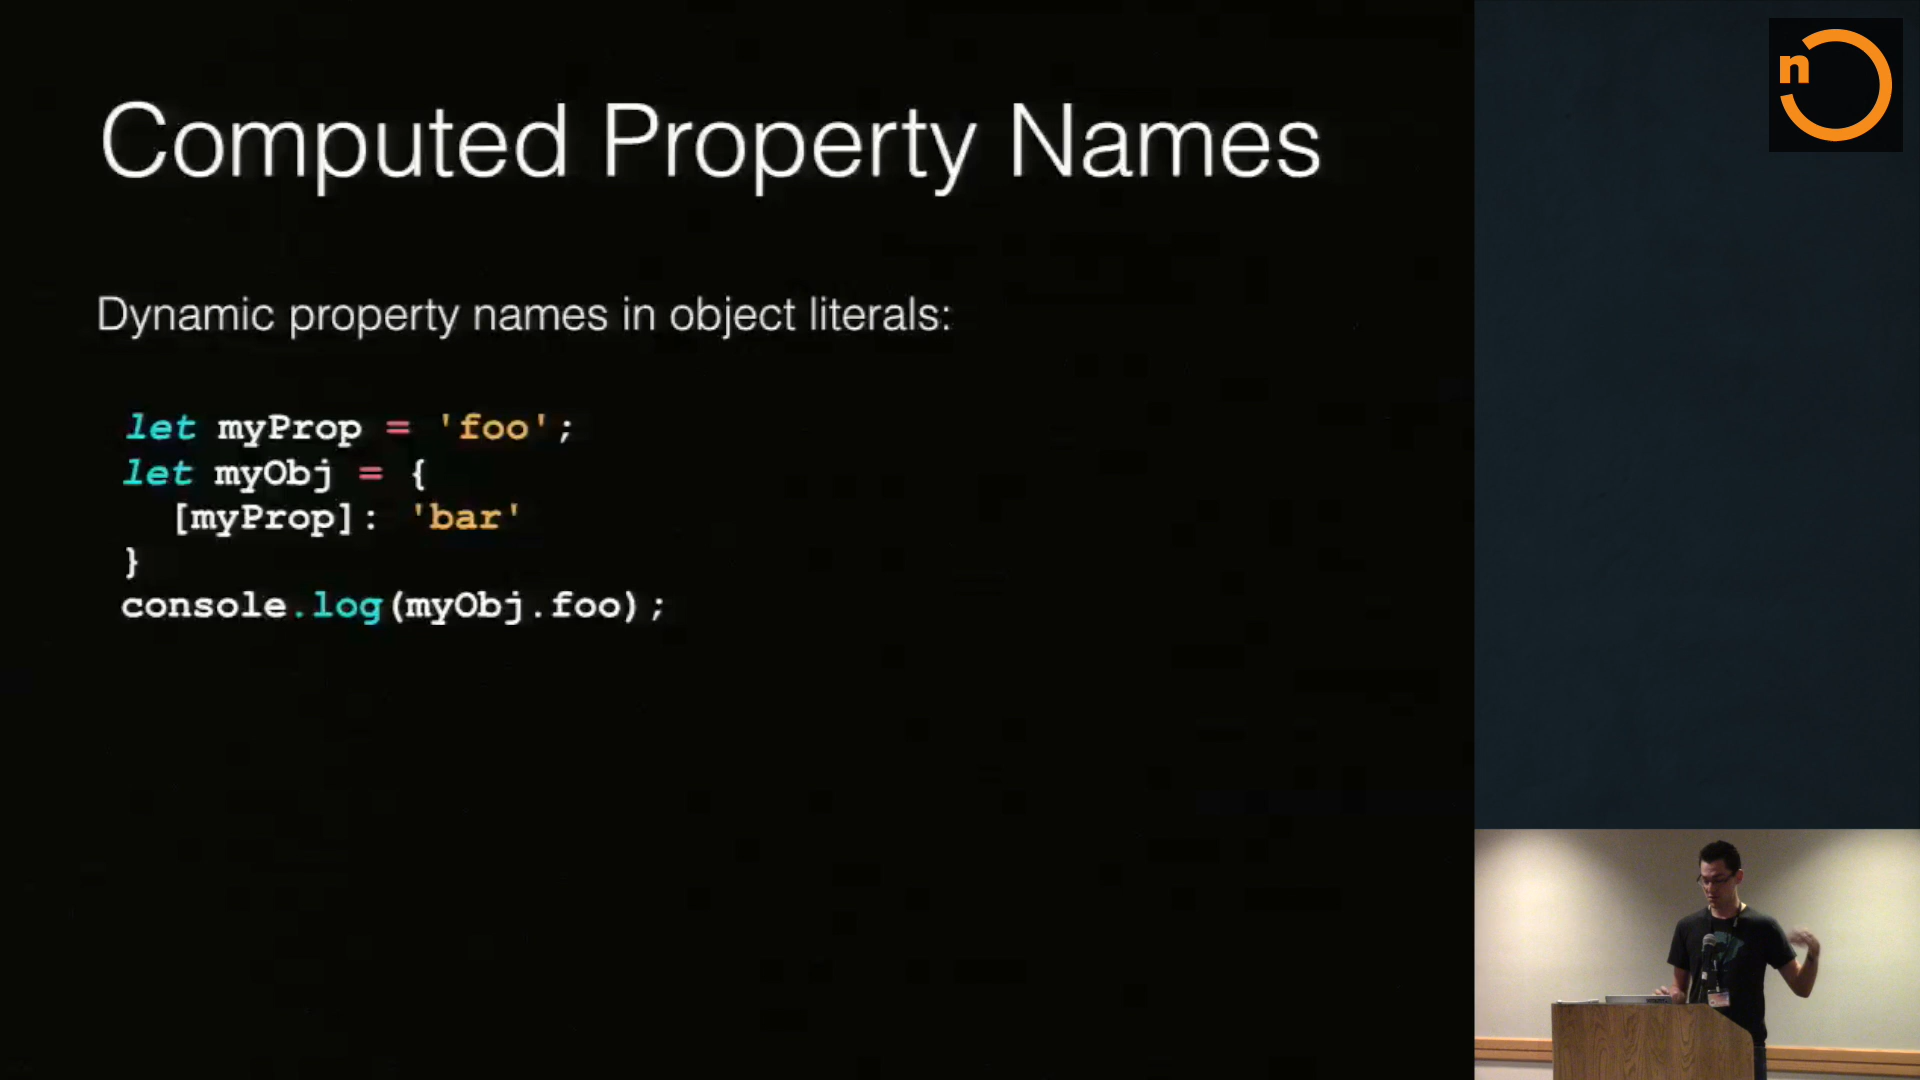 Computed Property Names
Dynamic property names in object literals:
let myProp = 'foo';
let myObj = {
  [myProp]: 'bar'
}
console.log(myObj.foo);
n